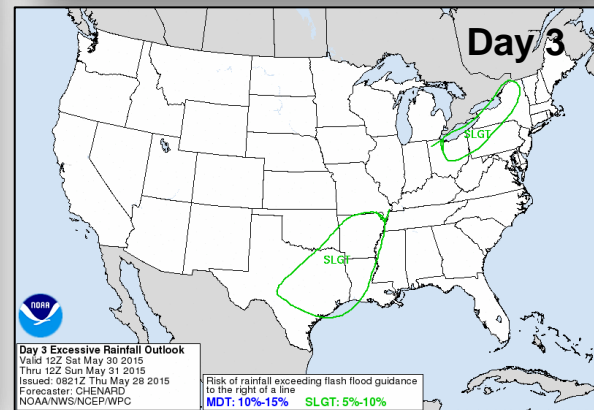 Day 3
SLGT
SLGT
NOAA
Day 3 Excessive Rainfall Outlook
Valid 12Z Sat May 30 2015
Thru 12Z Sun May 31 2015
Issued: 0821Z Thu May 28 2015
Forecaster: CHENARD
NOAA/NWS/NCEP/WPC
Risk of rainfall exceeding flash flood guidance
to the right of a line
MDT: 10%-15% SLGT: 5%-10%